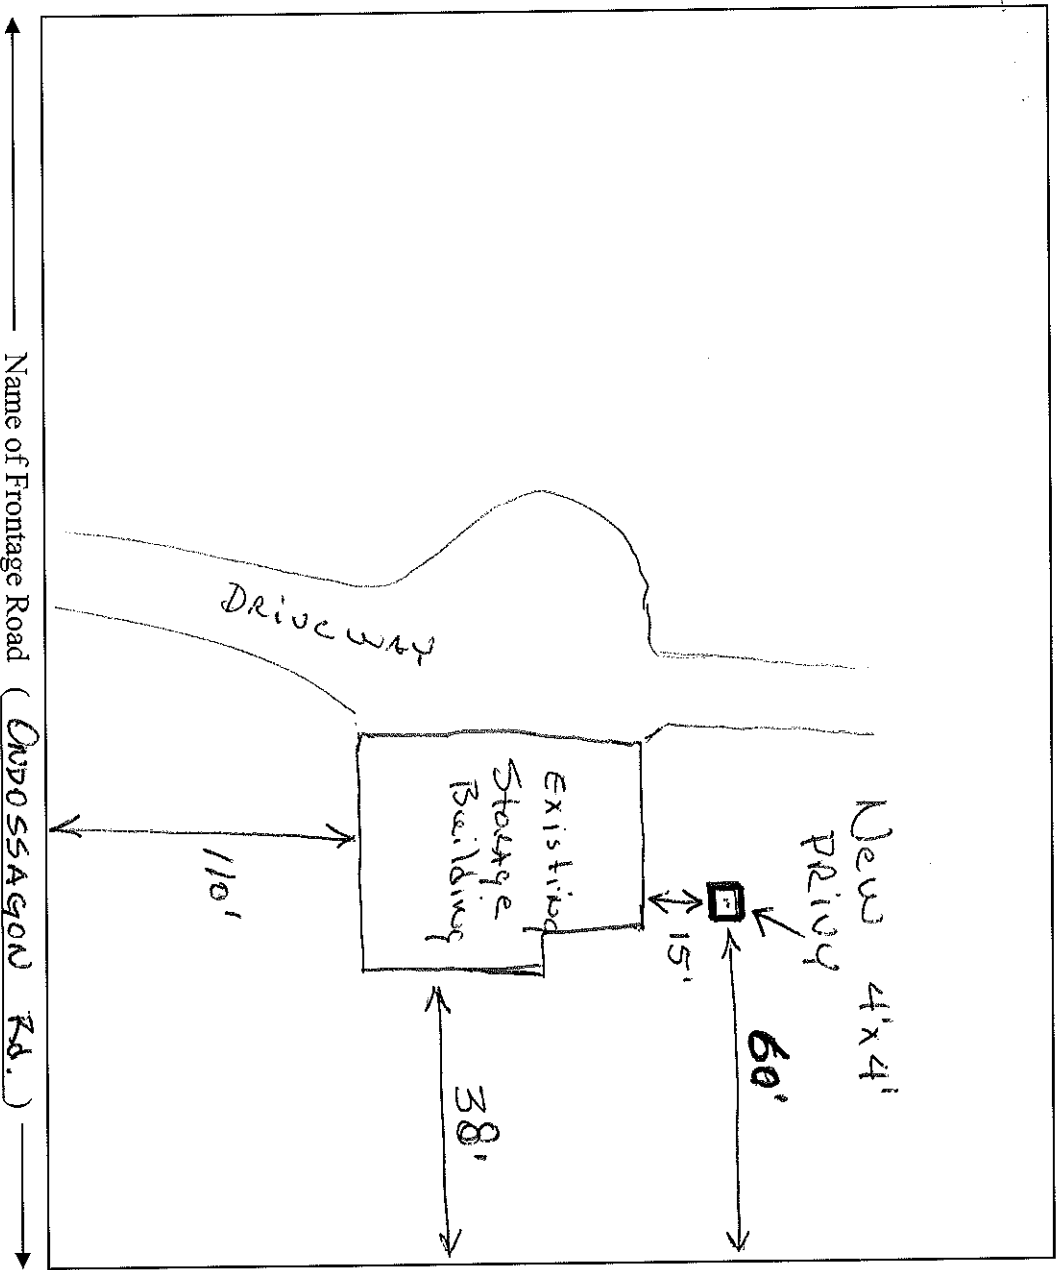 New 4'x4'
PRIVY
60'
15'
Existing
Storage
Building
38'
DRIVEWAY
110'
Name of Frontage Road (ONDOSSAGON Rd.)